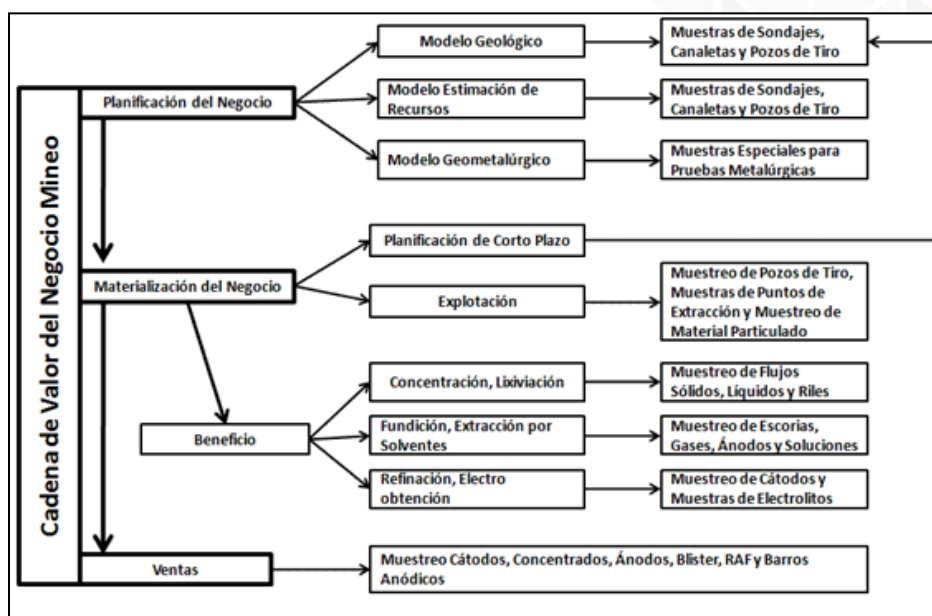 Cadena de Valor del Negocio Mineo
Planificación del Negocio
Modelo Geológico
Muestras de Sondajes,
Canaletas y Pozos de Tiro
Modelo Estimación de
Recursos
Muestras de Sondajes,
Canaletas y Pozos de Tiro
Modelo Geometalúrgico
Muestras Especiales para
Pruebas Metalúrgicas
Materialización del Negocio
Planificación de Corto Plazo
Explotación
Muestreo de Pozos de Tiro,
Muestras de Puntos de
Extracción y Muestreo de
Material Particulado
Beneficio
Concentración, Lixiviación
Muestreo de Flujos
Sólidos, Líquidos y Riles
Fundición, Extracción por
Solventes
Muestreo de Escorias,
Gases, Ánodos y Soluciones
Refinación, Electro
obtención
Muestreo de Cátodos y
Muestras de Electrolitos
Ventas
Muestreo Cátodos, Concentrados, Ánodos, Blister, RAF y Barros
Anódicos